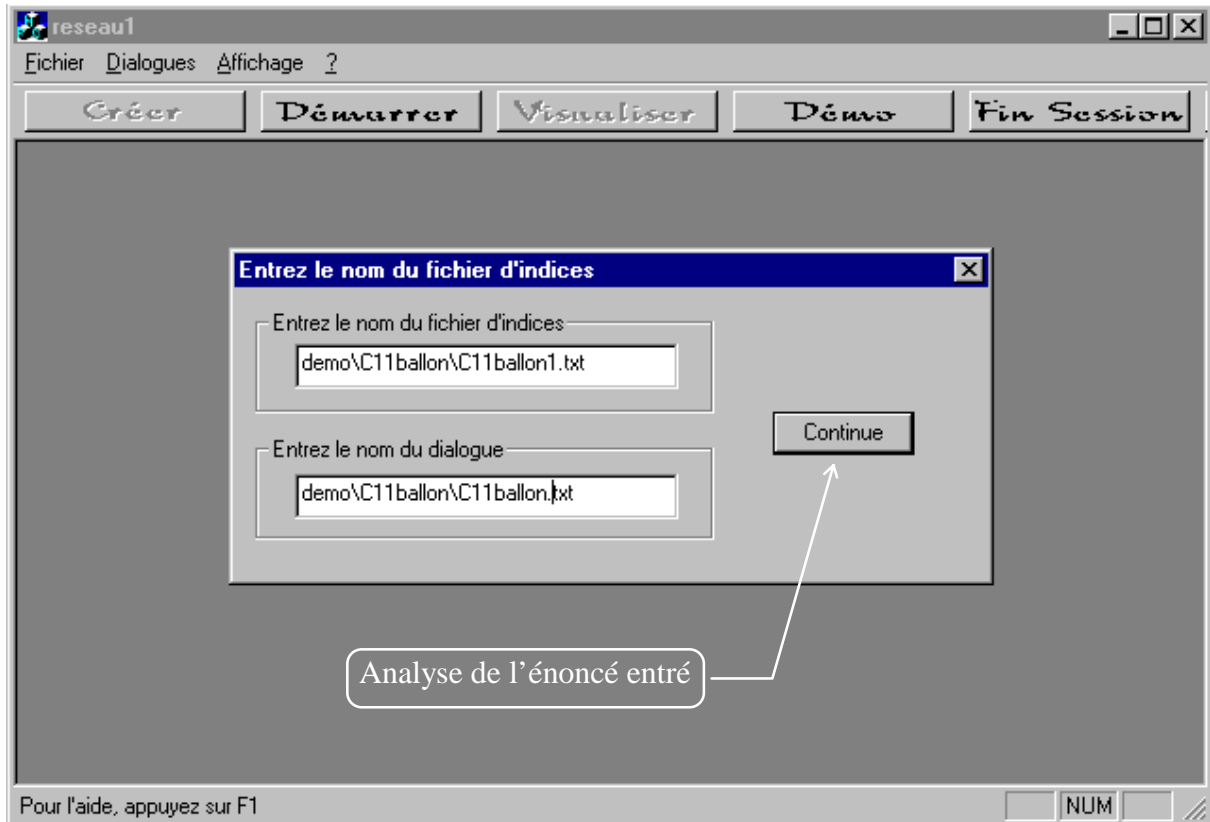 reseau1
Fichier Dialogues Affichage ?
Créer Démarrer Visualiser Démo Fin Session
Entrez le nom du fichier d'indices
Entrez le nom du fichier d'indices
demo\C11ballon\C11ballon1.txt
Continue
Entrez le nom du dialogue
demo\C11ballon\C11ballon.txt
Analyse de l’énoncé entré
Pour l'aide, appuyez sur F1 NUM